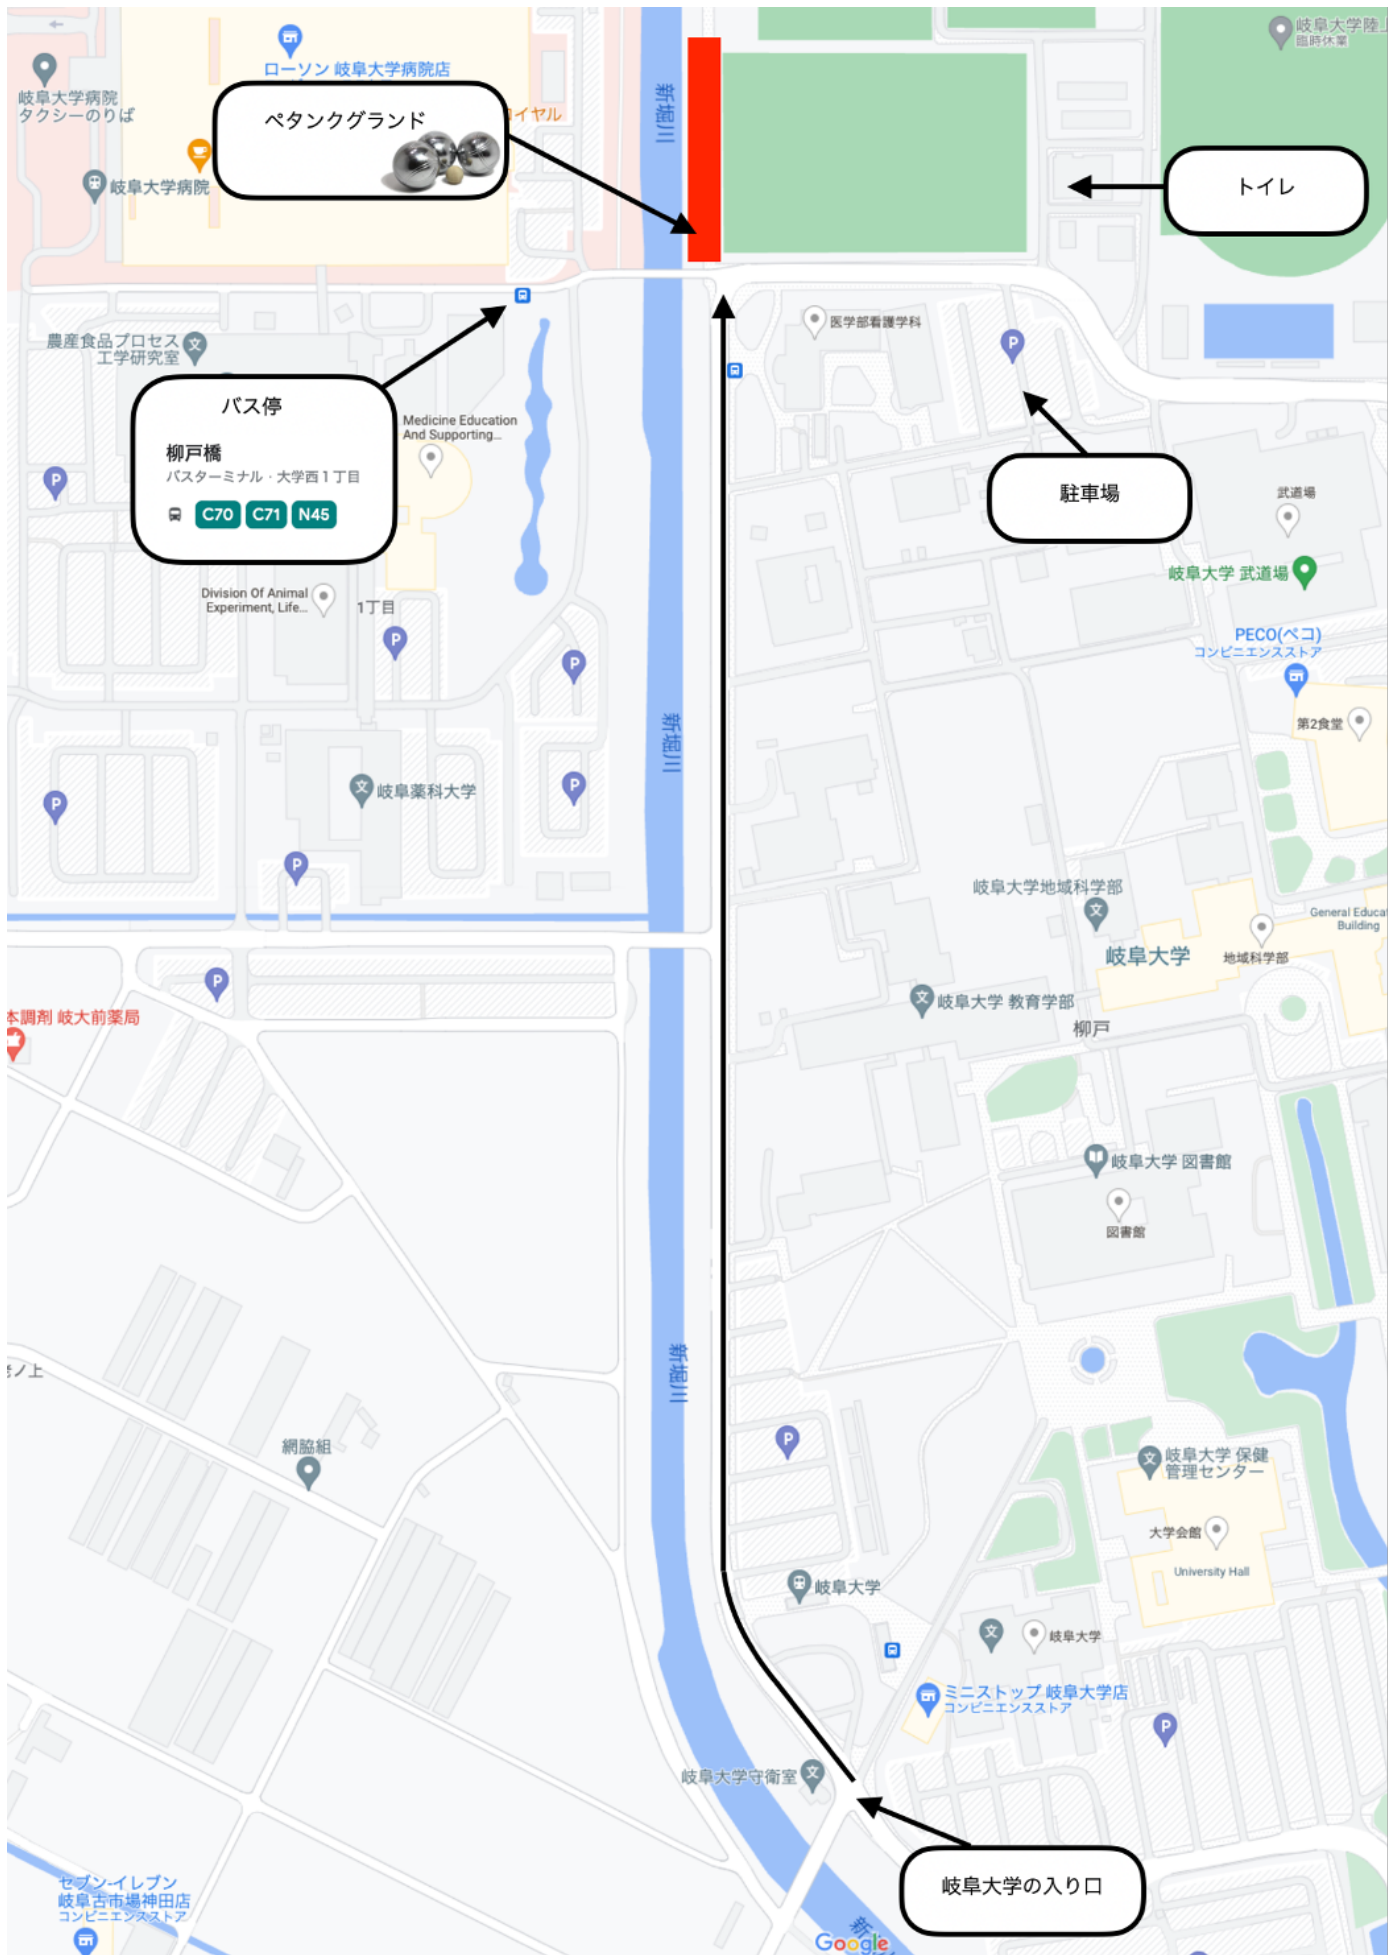 岐阜大学陸上
臨時休業
ローソン 岐阜大学病院店
岐阜大学病院
タクシーのりば
ペタンクグランド
イヤル
新堀川
岐阜大学病院
トイレ
医学部看護学科
農産食品プロセス
工学研究室
P
バス停
柳戸橋
バスターミナル・大学西1丁目
C70 C71 N45
Medicine Education
And Supporting...
P
駐車場
武道場
岐阜大学 武道場
Division Of Animal
Experiment, Life...
1丁目
P
P
PECO(ペコ)
コンビニエンスストア
第2食堂
新堀川
岐阜薬科大学
P
P
P
岐阜大学地域科学部
General Educat
Building
岐阜大学
地域科学部
P
岐阜大学 教育学部
本調剤 岐大前薬局
柳戸
岐阜大学 図書館
図書館
新堀川
ノ上
網脇組
P
岐阜大学 保健
管理センター
大学会館
University Hall
岐阜大学
岐阜大学
ミニストップ 岐阜大学店
コンビニエンスストア
P
岐阜大学守衛室
岐阜大学の入り口
セブン-イレブン
岐阜古市場神田店
コンビニエンスストア
新
Google